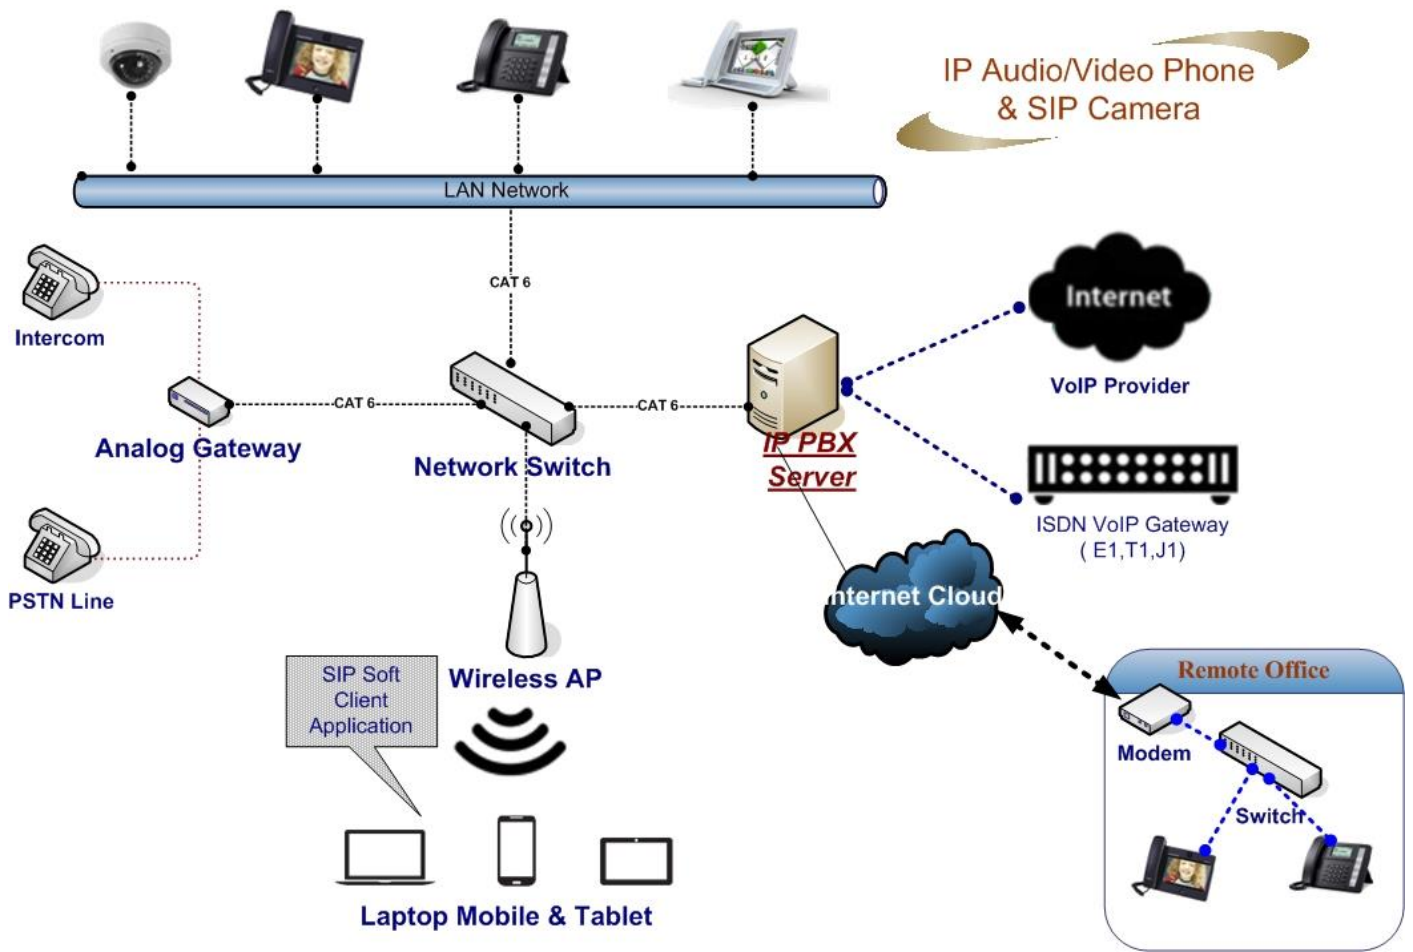 IP Audio/Video Phone
& SIP Camera
LAN Network
CAT 6
Intercom
Internet
VoIP Provider
CAT 6
CAT 6
Analog Gateway
Network Switch
IP PBX
Server
ISDN VoIP Gateway
( E1,T1,J1)
PSTN Line
Internet Cloud
Wireless AP
SIP Soft
Client
Application
Remote Office
Modem
Switch
Laptop Mobile & Tablet